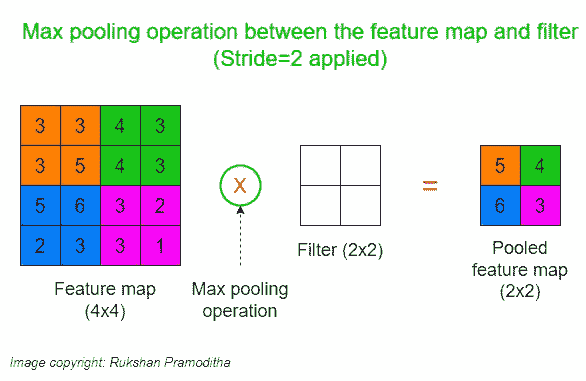 Max pooling operation between the feature map and filter
(Stride=2 applied)
3 3 4 3
3 5 4 3
5 6 3 2
2 3 3 1
X
=
5 4
6 3
Filter (2x2)
Feature map
(4x4)
Max pooling
operation
Pooled
feature map
(2x2)
Image copyright: Rukshan Pramoditha